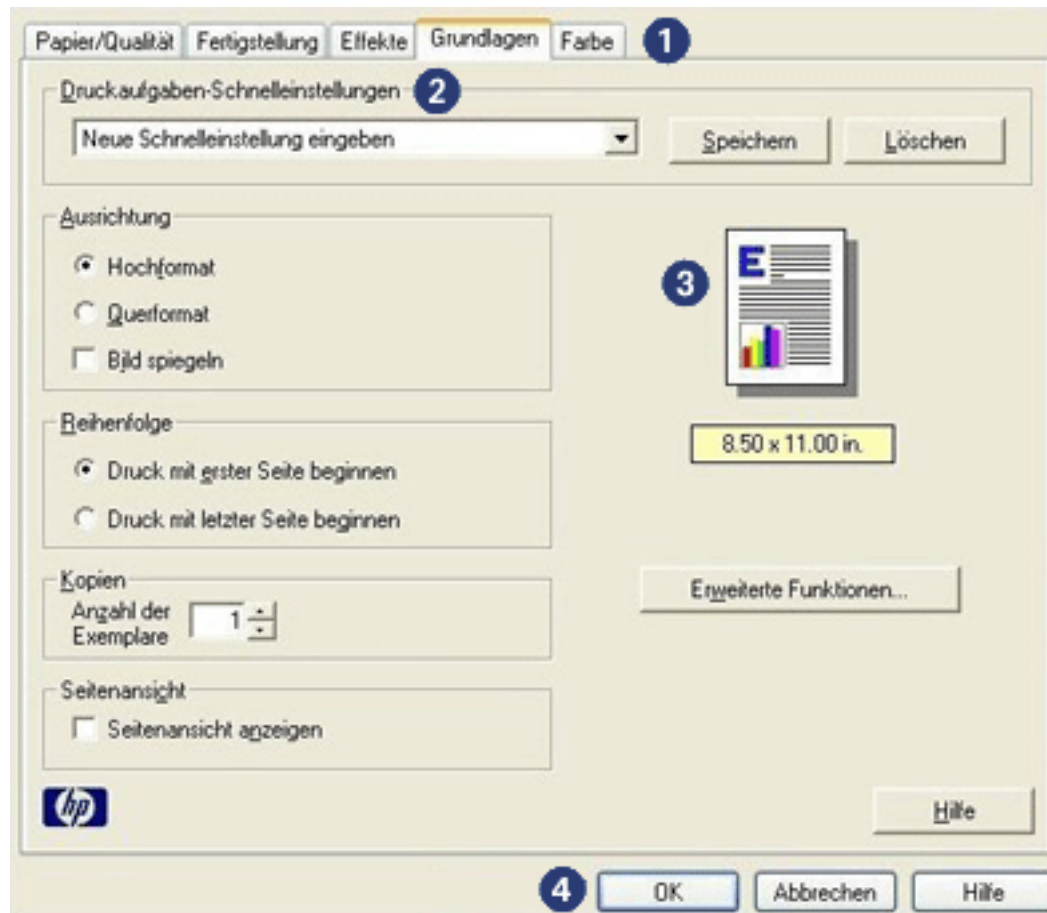 Papier/Qualität Fertigstellung Effekte Grundlagen Farbe 1
Druckaufgaben-Schnelleinstellungen 2
Neue Schnelleinstellung eingeben Speichern Löschen
Ausrichtung
Hochformat
Querformat
Bild spiegeln
3
E
8.50 x 11.00 in.
Reihenfolge
Druck mit erster Seite beginnen
Druck mit letzter Seite beginnen
Kopien
Anzahl der
Exemplare
1
Erweiterte Funktionen...
Seitenansicht
Seitenansicht anzeigen
hp
Hilfe
4 OK Abbrechen Hilfe